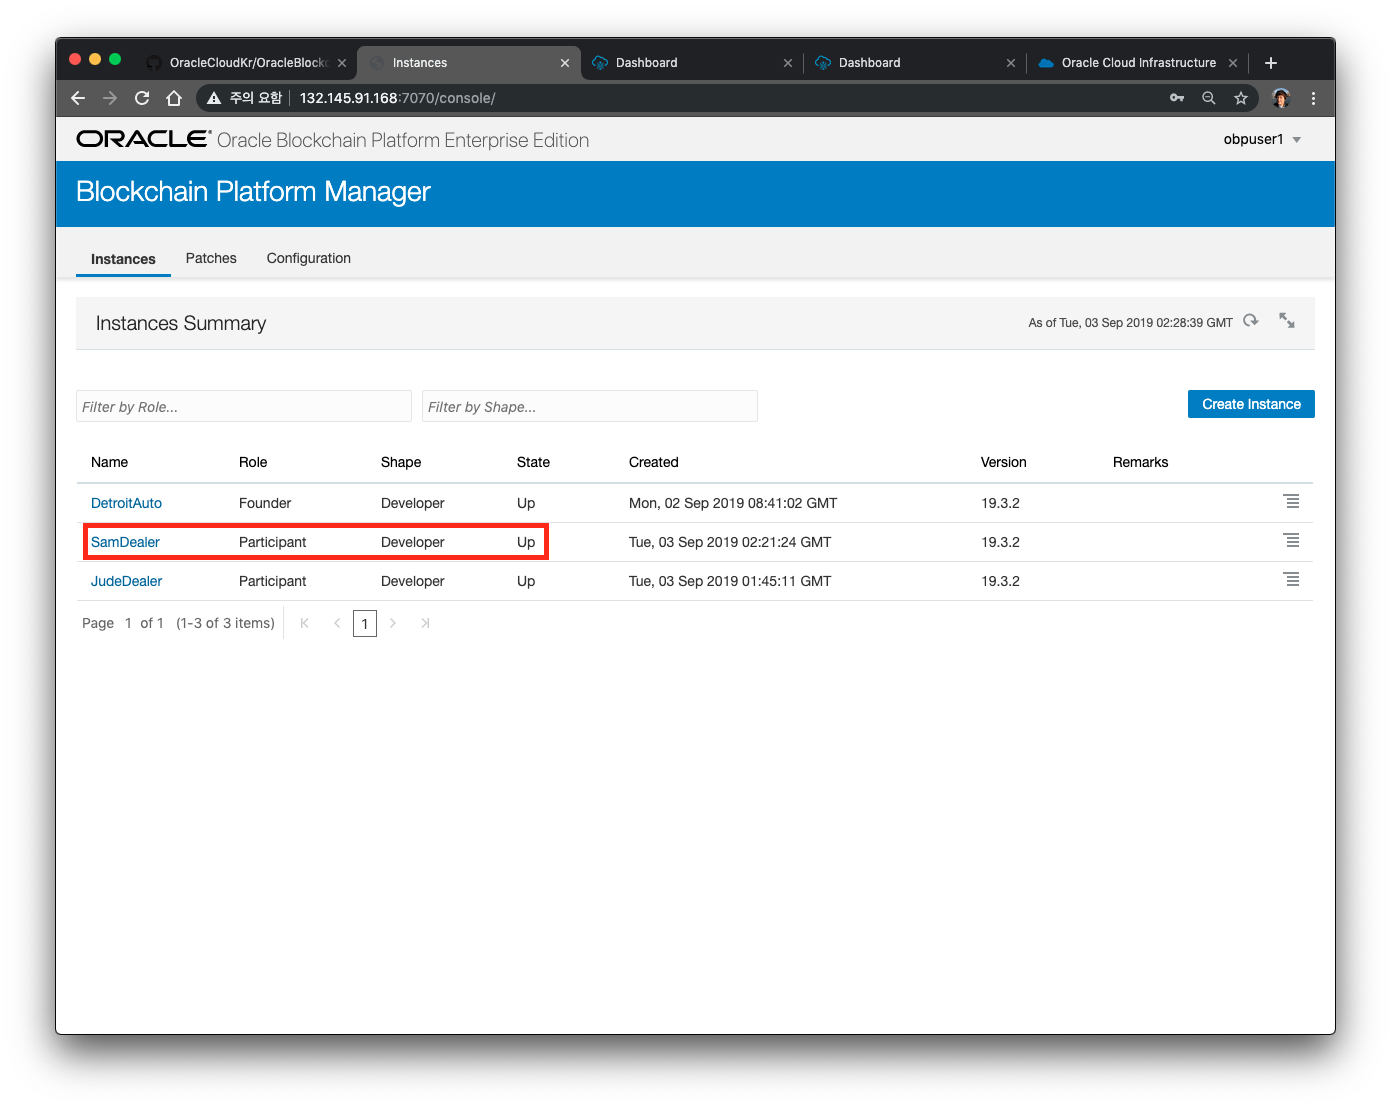 OracleCloudKr/OracleBlockc
Instances
Dashboard
Dashboard
Oracle Cloud Infrastructure
주의 요함
132.145.91.168:7070/console/
ORACLE® Oracle Blockchain Platform Enterprise Edition
obpuser1
Blockchain Platform Manager
Instances Patches Configuration
Instances Summary
As of Tue, 03 Sep 2019 02:28:39 GMT
Filter by Role... Filter by Shape...
Create Instance
Name Role Shape State Created Version Remarks
DetroitAuto Founder Developer Up Mon, 02 Sep 2019 08:41:02 GMT 19.3.2
SamDealer Participant Developer Up Tue, 03 Sep 2019 02:21:24 GMT 19.3.2
JudeDealer Participant Developer Up Tue, 03 Sep 2019 01:45:11 GMT 19.3.2
Page 1 of 1 (1-3 of 3 items) 1